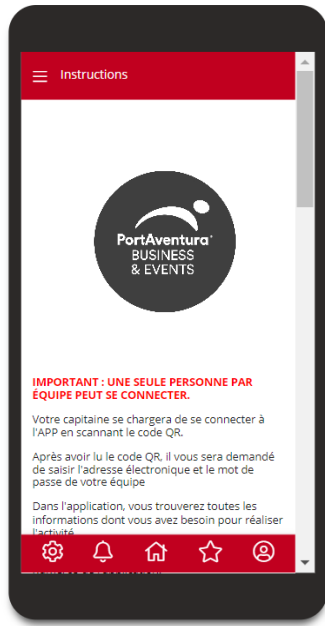 Instructions
PortAventura
BUSINESS
& EVENTS
IMPORTANT : UNE SEULE PERSONNE PAR
ÉQUIPE PEUT SE CONNECTER.
Votre capitaine se chargera de se connecter à
l'APP en scannant le code QR.
Après avoir lu le code QR, il vous sera demandé
de saisir l'adresse électronique et le mot de
passe de votre équipe
Dans l'application, vous trouverez toutes les
informations dont vous avez besoin pour réaliser
l'activité